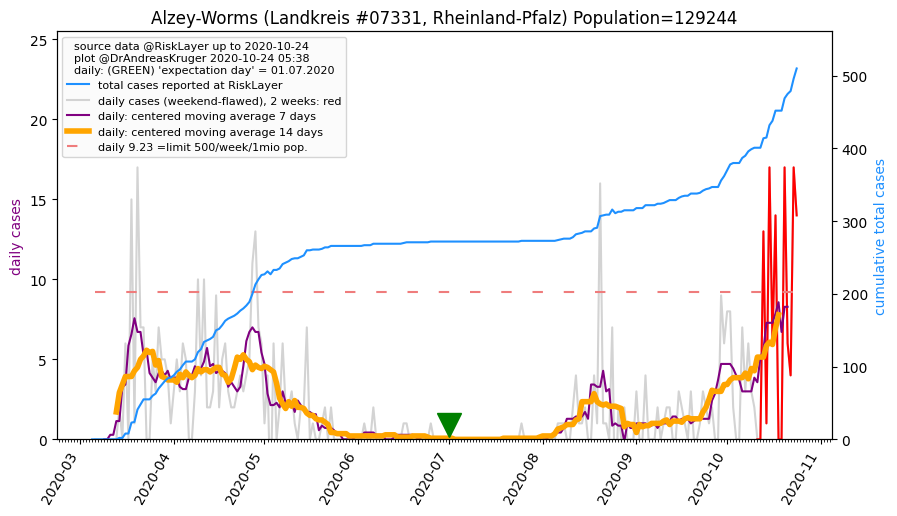 Alzey-Worms (Landkreis #07331, Rheinland-Pfalz) Population=129244
source data @RiskLayer up to 2020-10-24
plot @DrAndreasKruger 2020-10-24 05:38
daily: (GREEN) 'expectation day' = 01.07.2020
total cases reported at RiskLayer
daily cases (weekend-flawed), 2 weeks: red
daily: centered moving average 7 days
daily: centered moving average 14 days
daily 9.23 =limit 500/week/1mio pop.
daily cases
25
20
15
10
5
0
cumulative total cases
500
400
300
200
100
0
2020-03
2020-04
2020-05
2020-06
2020-07
2020-08
2020-09
2020-10
2020-11